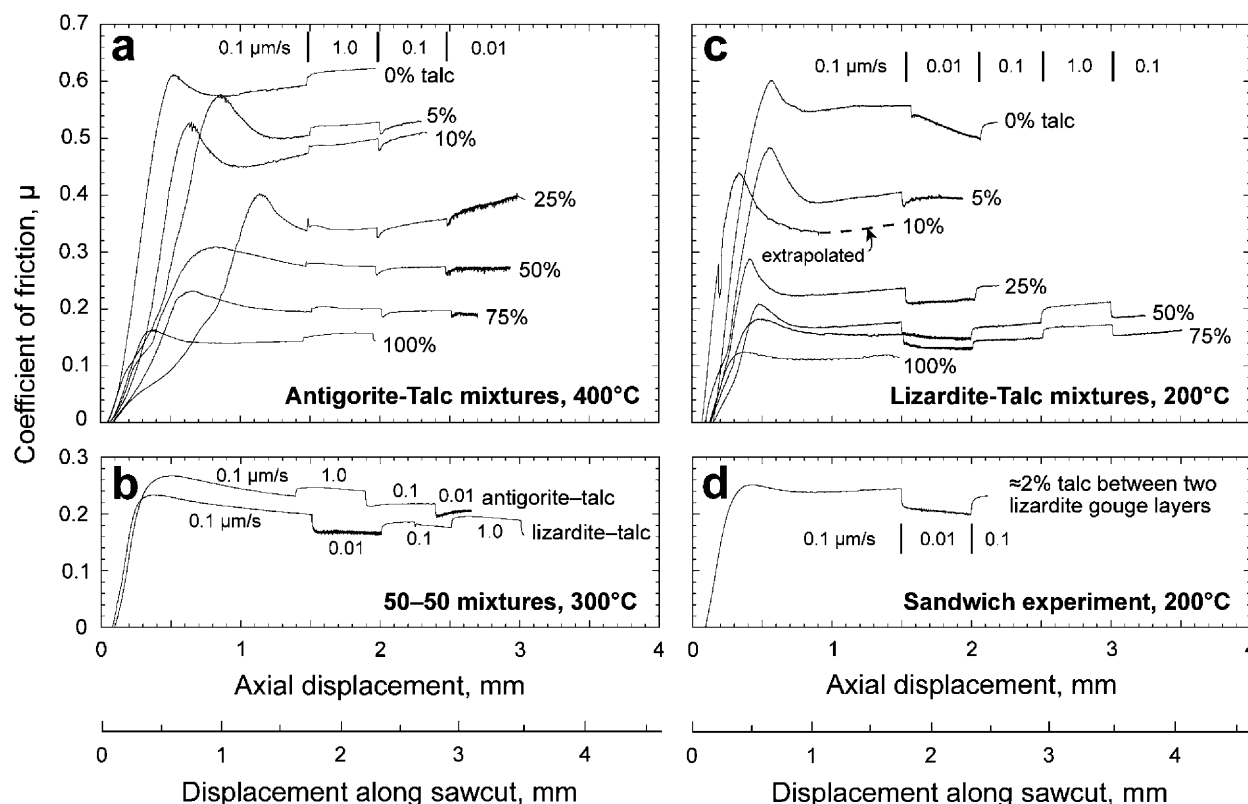 Coefficient of friction, μ
a
0.7
0.6
0.5
0.4
0.3
0.2
0.1
0
0.1 μm/s | 1.0 | 0.1 | 0.01
0% talc
5%
10%
25%
50%
75%
100%
Antigorite-Talc mixtures, 400°C
c
0.1 μm/s | 0.01 | 0.1 | 1.0 | 0.1
0% talc
5%
10%
extrapolated
25%
50%
75%
100%
Lizardite-Talc mixtures, 200°C
b
0.3
0.2
0.1
0
0.1 μm/s
1.0
0.1
0.01
antigorite–talc
0.1 μm/s
0.01
0.1
1.0
lizardite–talc
50–50 mixtures, 300°C
0 1 2 3 4
Axial displacement, mm
0 1 2 3 4
Displacement along sawcut, mm
d
≈2% talc between two
lizardite gouge layers
0.1 μm/s | 0.01 | 0.1
Sandwich experiment, 200°C
0 1 2 3 4
Axial displacement, mm
0 1 2 3 4
Displacement along sawcut, mm